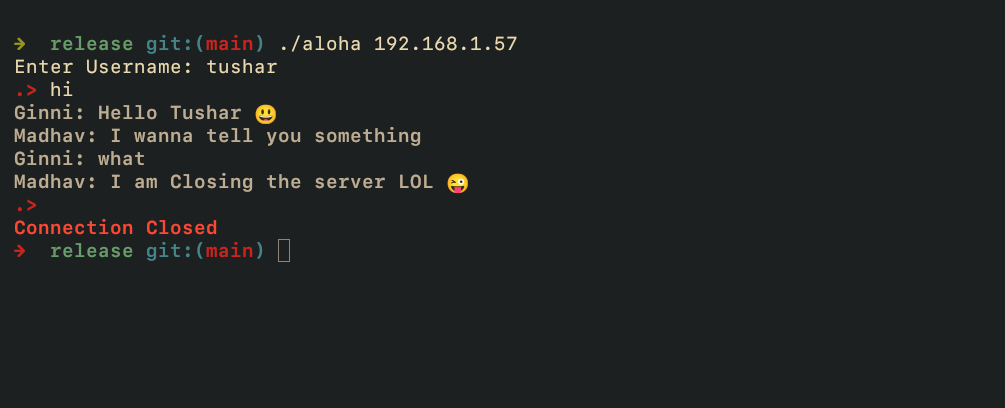 ➜  release git:(main) ./aloha 192.168.1.57
Enter Username: tushar
.> hi
Ginni: Hello Tushar 😃
Madhav: I wanna tell you something
Ginni: what
Madhav: I am Closing the server LOL 😜
.>
Connection Closed
➜  release git:(main)